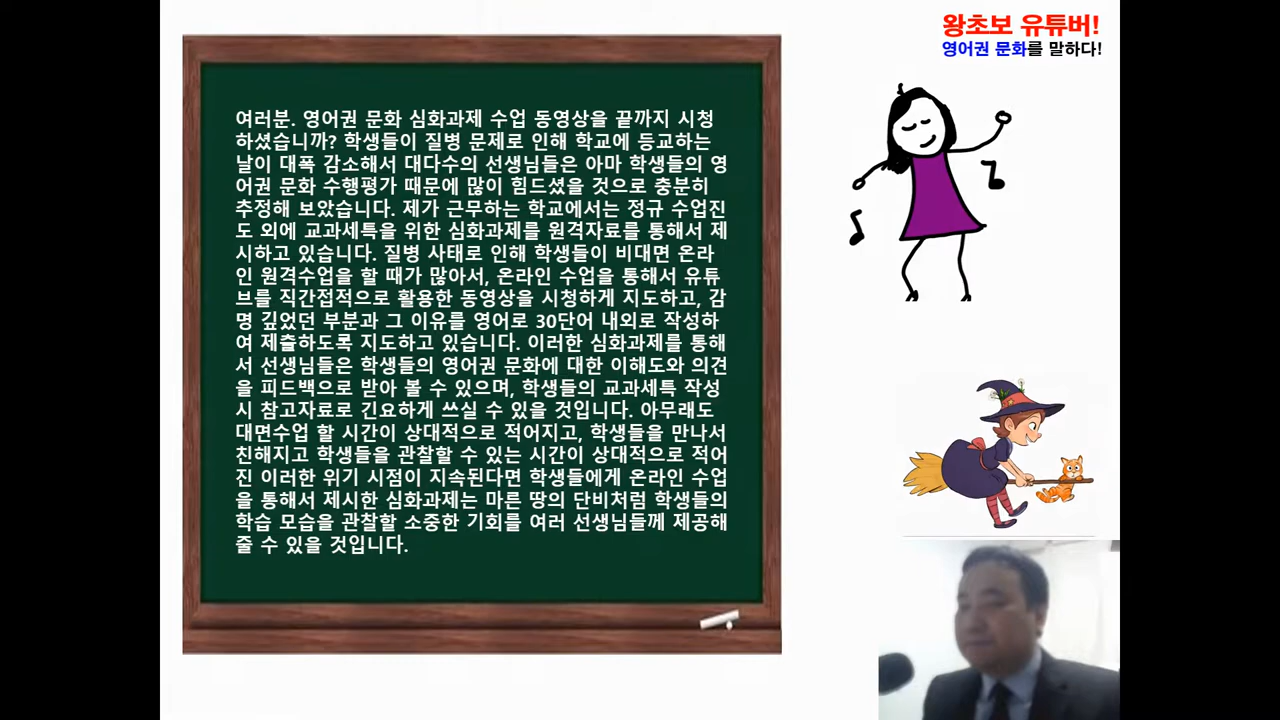 왕초보 유튜버!
영어권 문화를 말하다!
여러분. 영어권 문화 심화과제 수업 동영상을 끝까지 시청
하셨습니까? 학생들이 질병 문제로 인해 학교에 등교하는
날이 대폭 감소해서 대다수의 선생님들은 아마 학생들의 영
어권 문화 수행평가 때문에 많이 힘드셨을 것으로 충분히
추정해 보았습니다. 제가 근무하는 학교에서는 정규 수업진
도 외에 교과세특을 위한 심화과제를 원격자료를 통해서 제
시하고 있습니다. 질병 사태로 인해 학생들이 비대면 온라
인 원격수업을 할 때가 많아서, 온라인 수업을 통해서 유튜
브를 직간접적으로 활용한 동영상을 시청하게 지도하고, 감
명 깊었던 부분과 그 이유를 영어로 30단어 내외로 작성하
여 제출하도록 지도하고 있습니다. 이러한 심화과제를 통해
서 선생님들은 학생들의 영어권 문화에 대한 이해도와 의견
을 피드백으로 받아 볼 수 있으며, 학생들의 교과세특 작성
시 참고자료로 긴요하게 쓰실 수 있을 것입니다. 아무래도
대면수업 할 시간이 상대적으로 적어지고, 학생들을 만나서
친해지고 학생들을 관찰할 수 있는 시간이 상대적으로 적어
진 이러한 위기 시점이 지속된다면 학생들에게 온라인 수업
을 통해서 제시한 심화과제는 마른 땅의 단비처럼 학생들의
학습 모습을 관찰할 소중한 기회를 여러 선생님들께 제공해
줄 수 있을 것입니다.